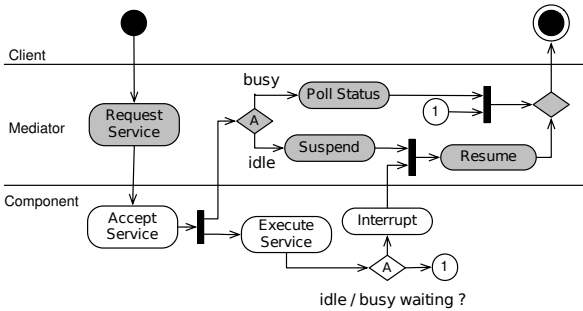 Client
busy
Poll Status
Request
Service
A
1
Mediator
Suspend
Resume
idle
Component
Accept
Service
Execute
Service
Interrupt
A
1
idle / busy waiting ?